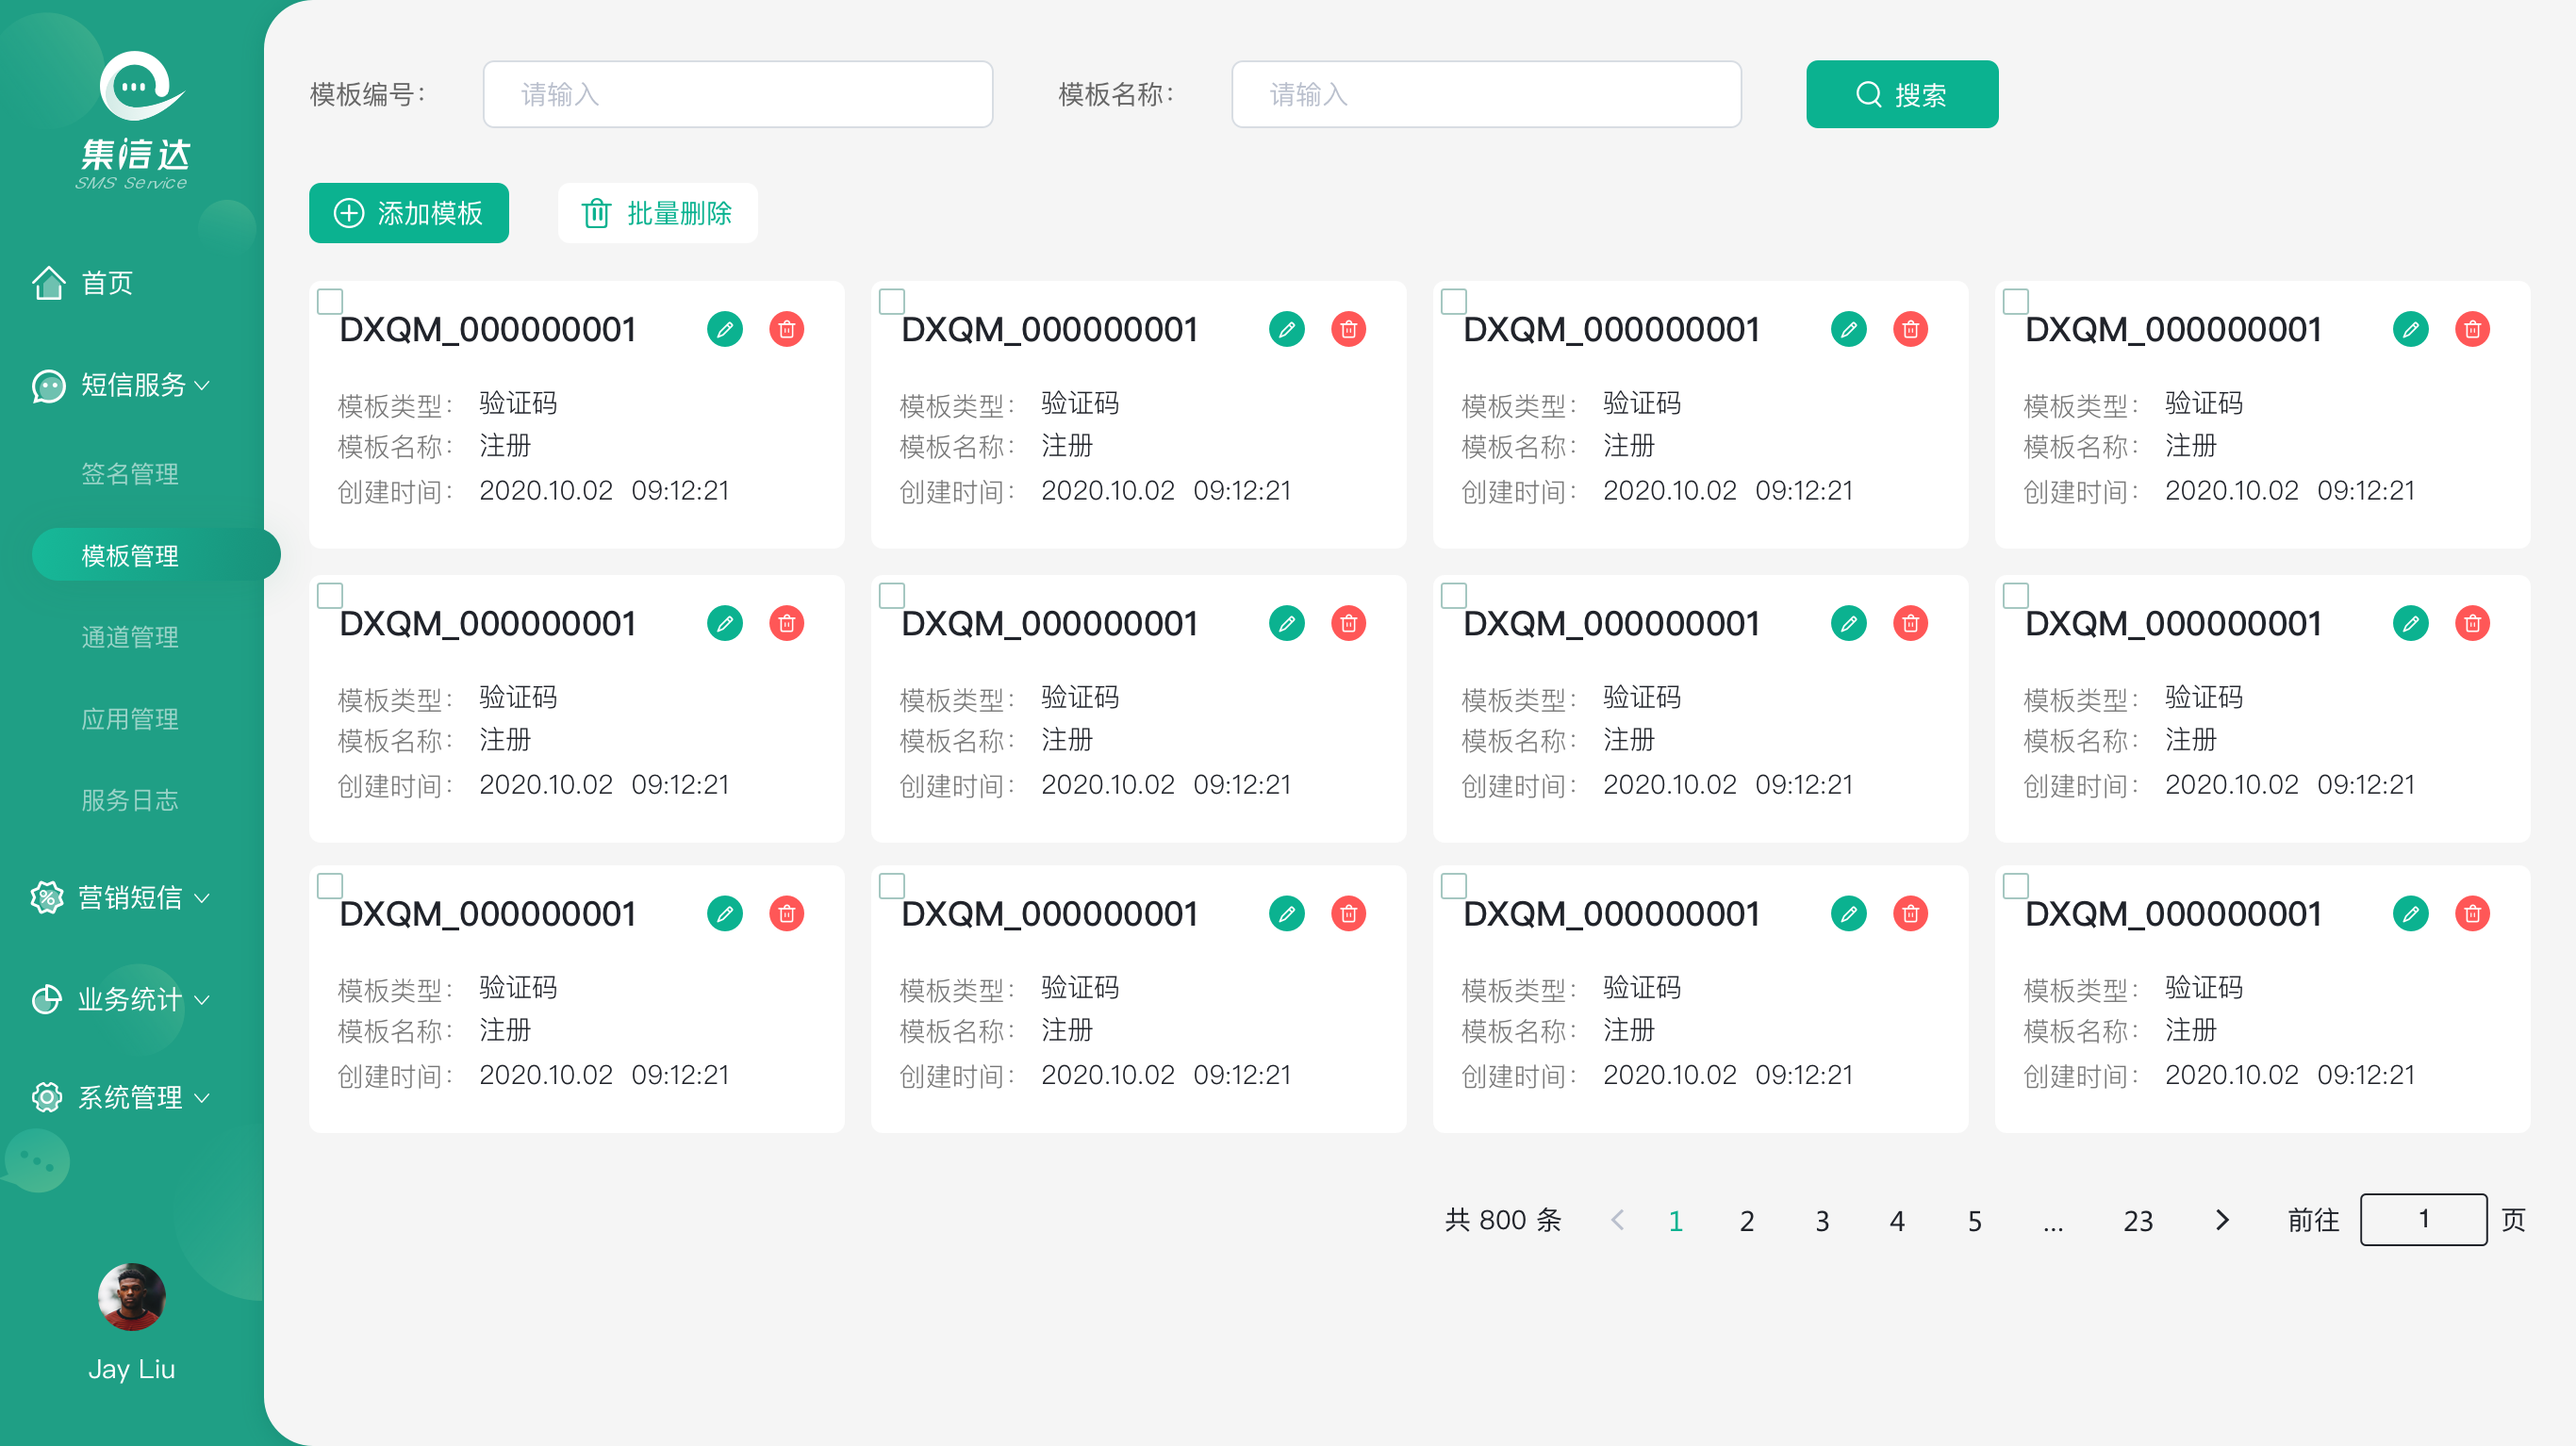 集信达
SMS Service
首页
短信服务
签名管理
模板管理
通道管理
应用管理
服务日志
营销短信
业务统计
系统管理
Jay Liu
模板编号： 请输入 模板名称： 请输入 搜索
添加模板 批量删除
DXQM_000000001 DXQM_000000001 DXQM_000000001 DXQM_000000001
模板类型： 验证码 模板类型： 验证码 模板类型： 验证码 模板类型： 验证码
模板名称： 注册 模板名称： 注册 模板名称： 注册 模板名称： 注册
创建时间： 2020.10.02 09:12:21 创建时间： 2020.10.02 09:12:21 创建时间： 2020.10.02 09:12:21 创建时间： 2020.10.02 09:12:21
DXQM_000000001 DXQM_000000001 DXQM_000000001 DXQM_000000001
模板类型： 验证码 模板类型： 验证码 模板类型： 验证码 模板类型： 验证码
模板名称： 注册 模板名称： 注册 模板名称： 注册 模板名称： 注册
创建时间： 2020.10.02 09:12:21 创建时间： 2020.10.02 09:12:21 创建时间： 2020.10.02 09:12:21 创建时间： 2020.10.02 09:12:21
DXQM_000000001 DXQM_000000001 DXQM_000000001 DXQM_000000001
模板类型： 验证码 模板类型： 验证码 模板类型： 验证码 模板类型： 验证码
模板名称： 注册 模板名称： 注册 模板名称： 注册 模板名称： 注册
创建时间： 2020.10.02 09:12:21 创建时间： 2020.10.02 09:12:21 创建时间： 2020.10.02 09:12:21 创建时间： 2020.10.02 09:12:21
共 800 条 1 2 3 4 5 ... 23 前往 1 页